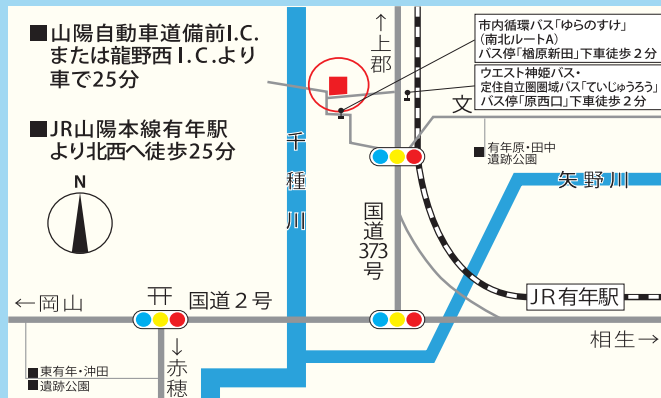 ■山陽自動車道備前I.C.
または龍野西I.C.より
車で25分
■JR山陽本線有年駅
より北西へ徒歩25分
N
↑
上郡
市内循環バス「ゆらのすけ」
(南北ルートA)
バス停「楢原新田」下車徒歩2分
ウエスト神姫バス・
定住自立圏圏域バス「ていじゅうろう」
バス停「原西口」下車徒歩2分
文
■有年原・田中
遺跡公園
千種川
矢野川
国道
373
号
JR有年駅
←岡山
国道2号
相生→
↓
赤穂
■東有年・沖田
■遺跡公園